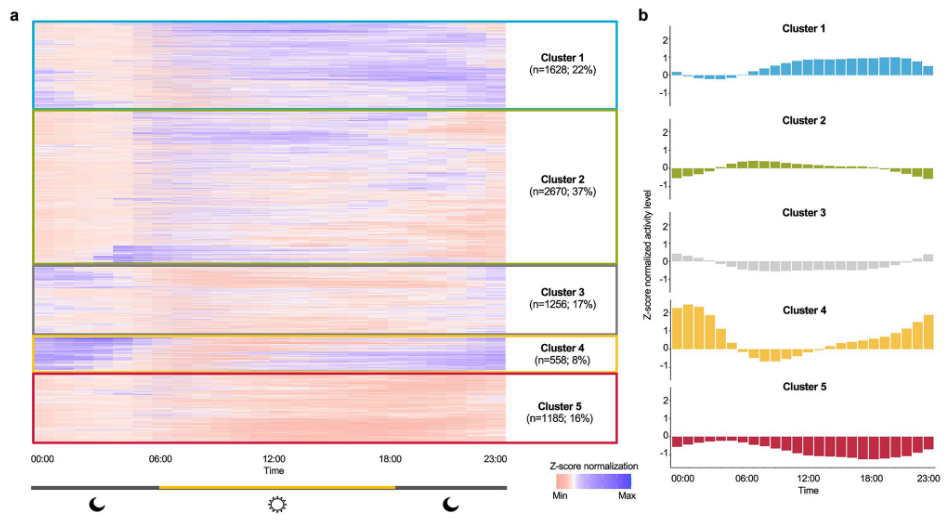 a
Cluster 1
(n=1628; 22%)
Cluster 2
(n=2670; 37%)
Cluster 3
(n=1256; 17%)
Cluster 4
(n=558; 8%)
Cluster 5
(n=1185; 16%)
00:00 06:00 12:00 18:00 23:00
Time
Z-score normalization
Min Max
b
Z-score normalized activity level
Cluster 1
2
1
0
-1
Cluster 2
2
1
0
-1
Cluster 3
2
1
0
-1
Cluster 4
2
1
0
-1
Cluster 5
2
1
0
-1
00:00 06:00 12:00 18:00 23:00
Time